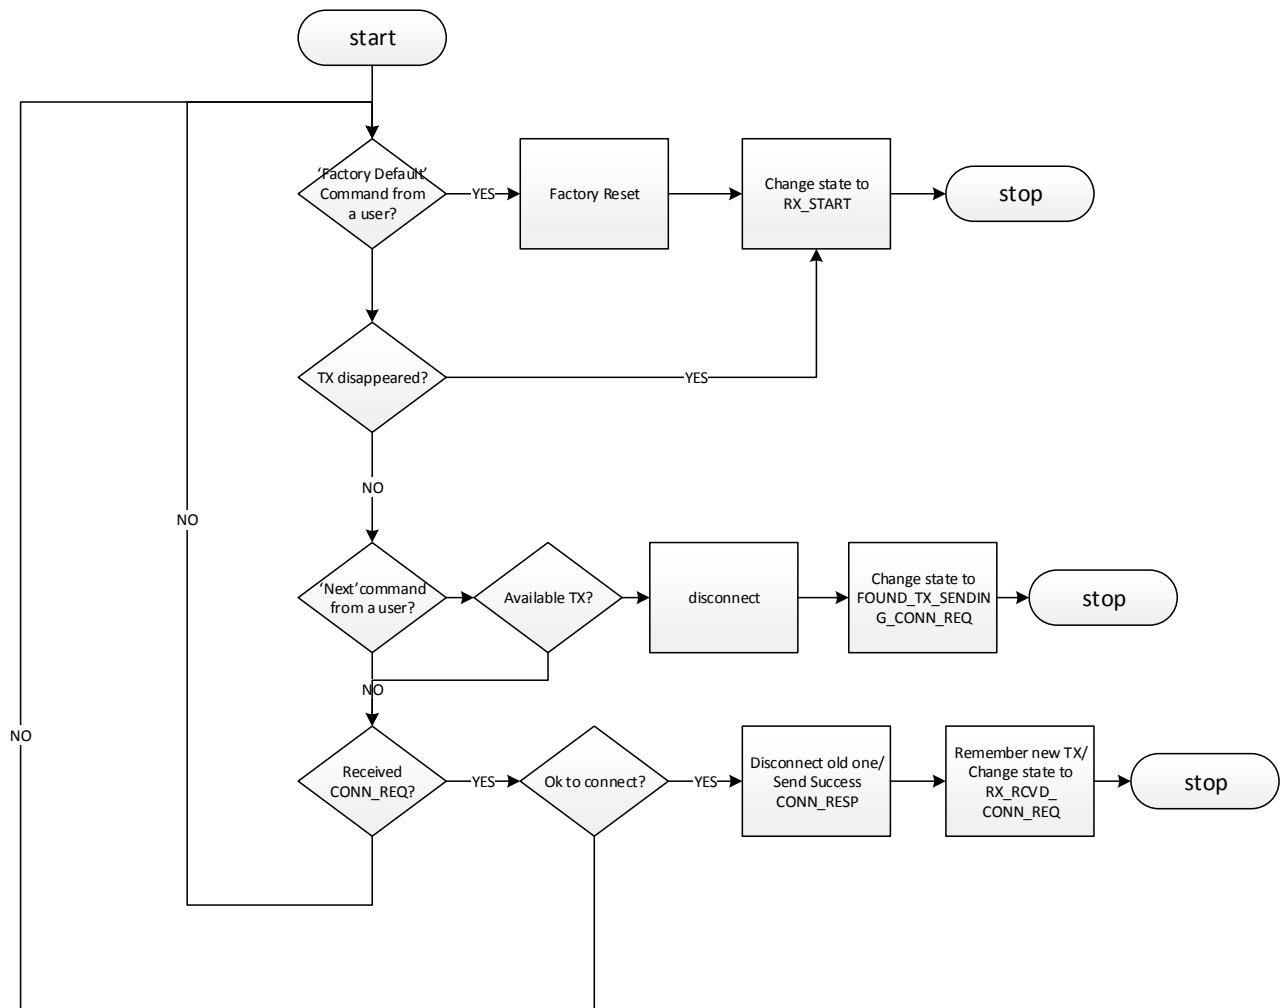 start
‘Factory Default’
Command from
a user?
YES
Factory Reset
Change state to
RX_START
stop
TX disappeared?
YES
NO
NO
‘Next’command
from a user?
Available TX?
disconnect
Change state to
FOUND_TX_SENDIN
G_CONN_REQ
stop
NO
NO
Received
CONN_REQ?
YES
Ok to connect?
YES
Disconnect old one/
Send Success
CONN_RESP
Remember new TX/
Change state to
RX_RCVD_
CONN_REQ
stop